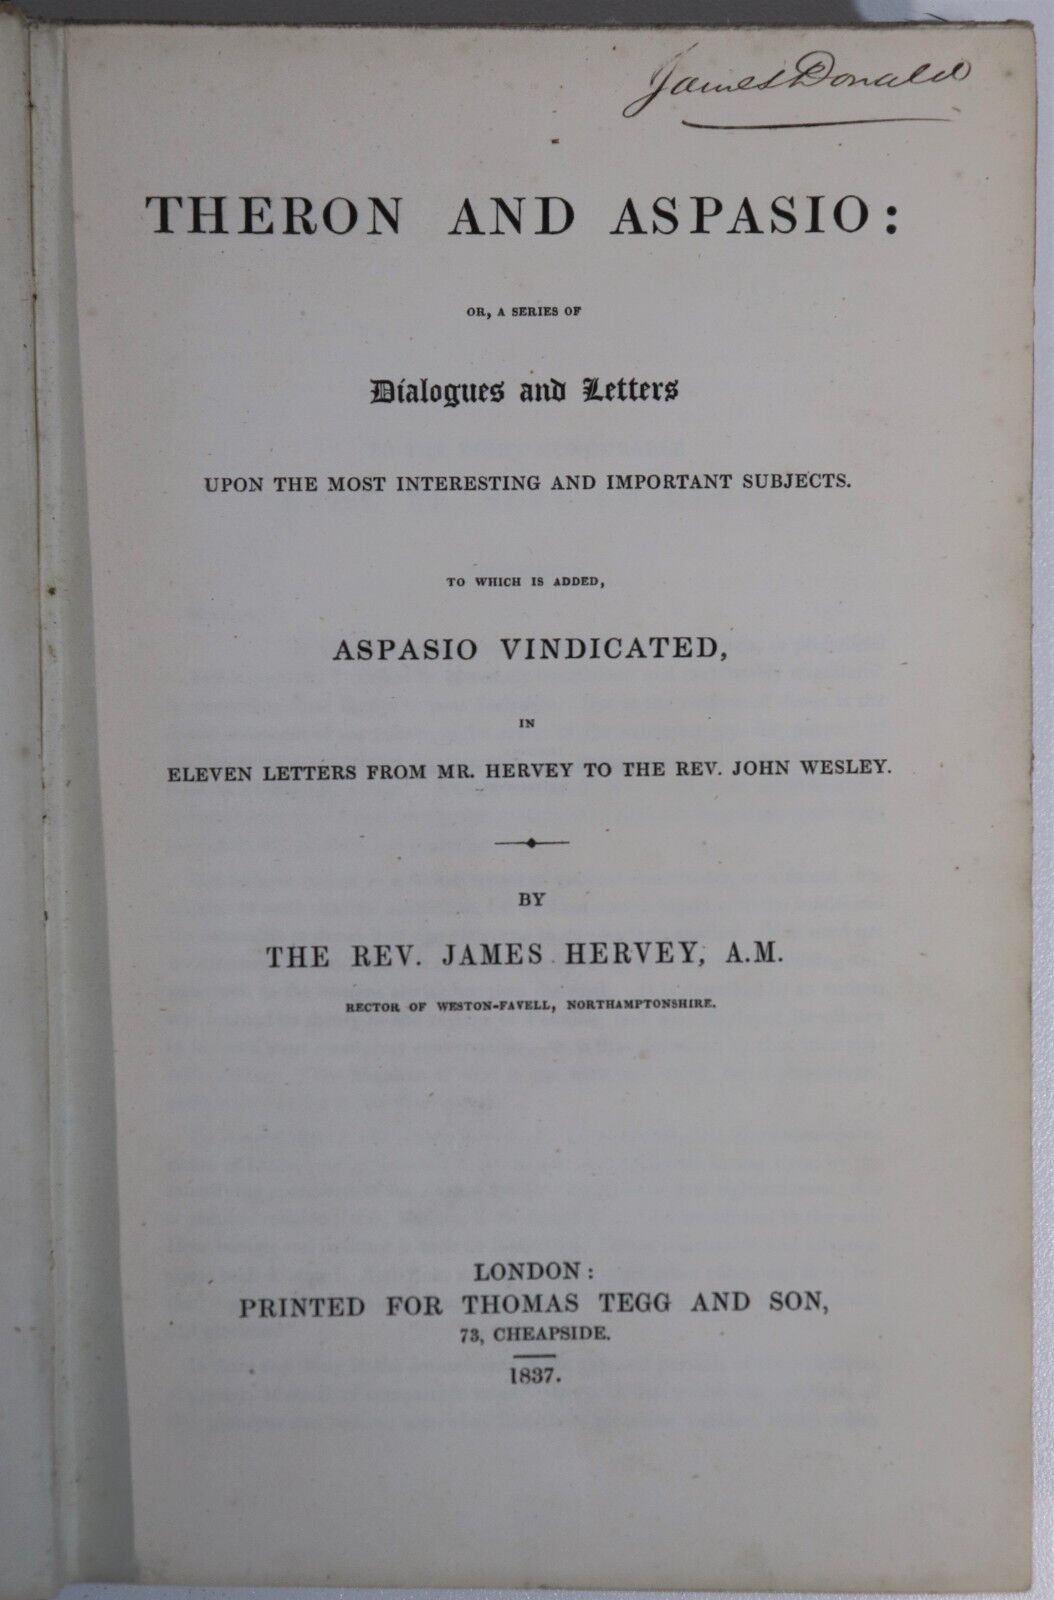 James Donald
THERON AND ASPASIO:
OR, A SERIES OF
Dialogues and Letters
UPON THE MOST INTERESTING AND IMPORTANT SUBJECTS.
TO WHICH IS ADDED,
ASPASIO VINDICATED,
IN
ELEVEN LETTERS FROM MR. HERVEY TO THE REV. JOHN WESLEY.
BY
THE REV. JAMES HERVEY, A.M.
RECTOR OF WESTON-FAVELL, NORTHAMPTONSHIRE.
LONDON:
PRINTED FOR THOMAS TEGG AND SON,
73, CHEAPSIDE.
1837.